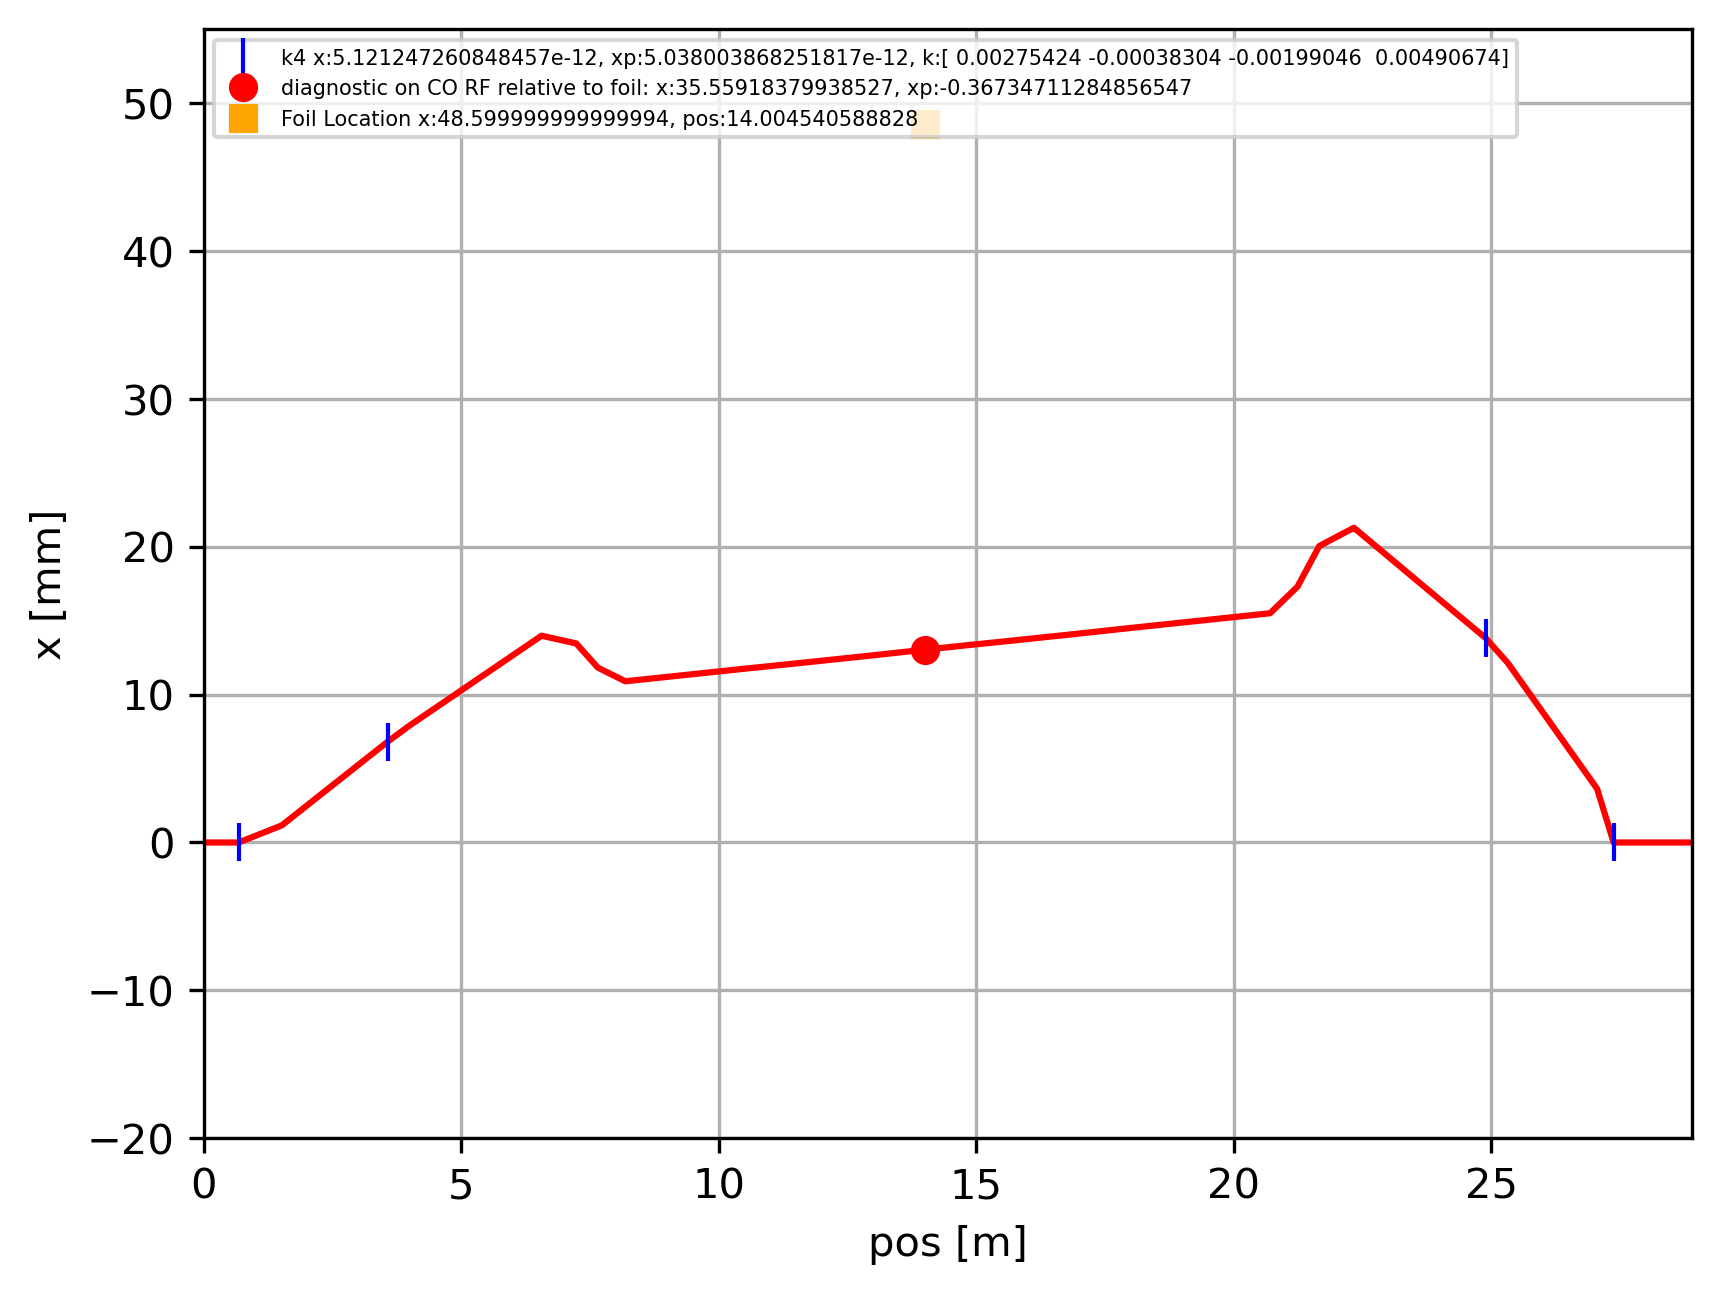 k4 x:5.121247260848457e-12, xp:5.038003868251817e-12, k:[ 0.00275424 -0.00038304 -0.00199046  0.00490674]
diagnostic on CO RF relative to foil: x:35.55918379938527, xp:-0.36734711284856547
Foil Location x:48.599999999999994, pos:14.004540588828
50
40
30
20
10
0
−10
−20
x [mm]
0 5 10 15 20 25
pos [m]